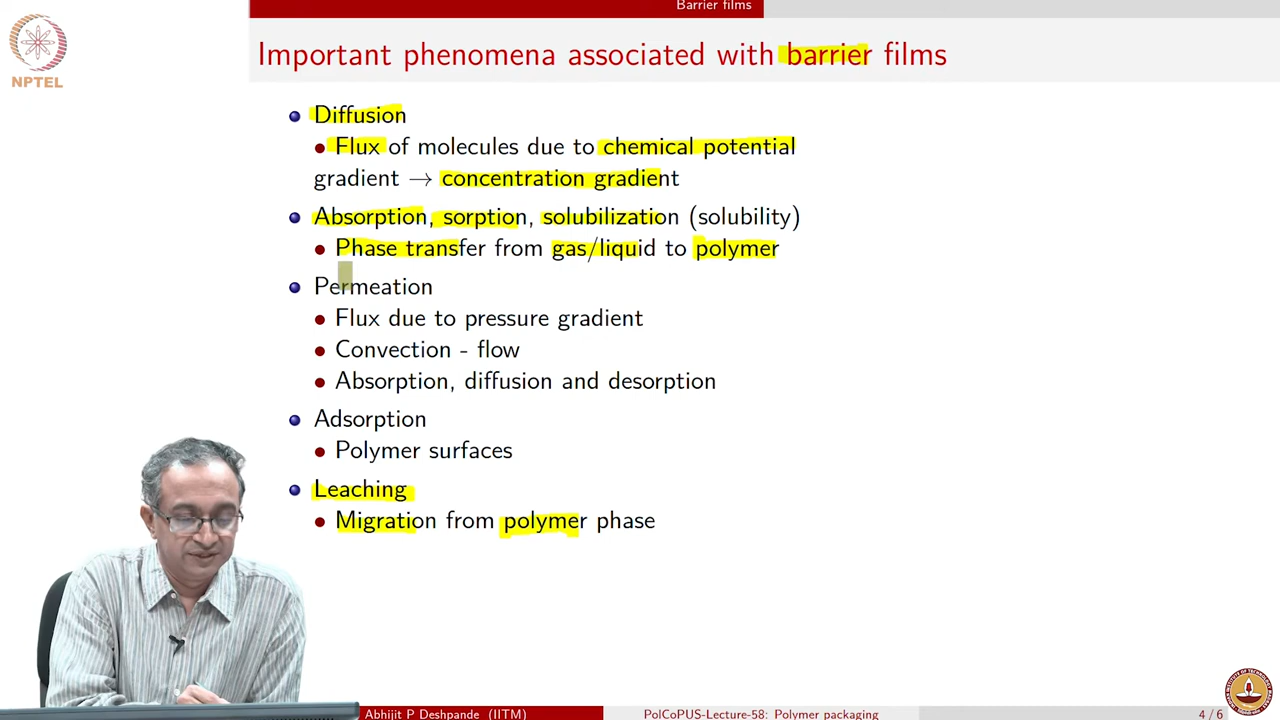 Barrier films
NPTEL
Important phenomena associated with barrier films
Diffusion
Flux of molecules due to chemical potential
gradient → concentration gradient
Absorption, sorption, solubilization (solubility)
Phase transfer from gas/liquid to polymer
Permeation
Flux due to pressure gradient
Convection - flow
Absorption, diffusion and desorption
Adsorption
Polymer surfaces
Leaching
Migration from polymer phase
Abhijit P Deshpande (IITM)
PolCoPUS-Lecture-58: Polymer packaging
4/6